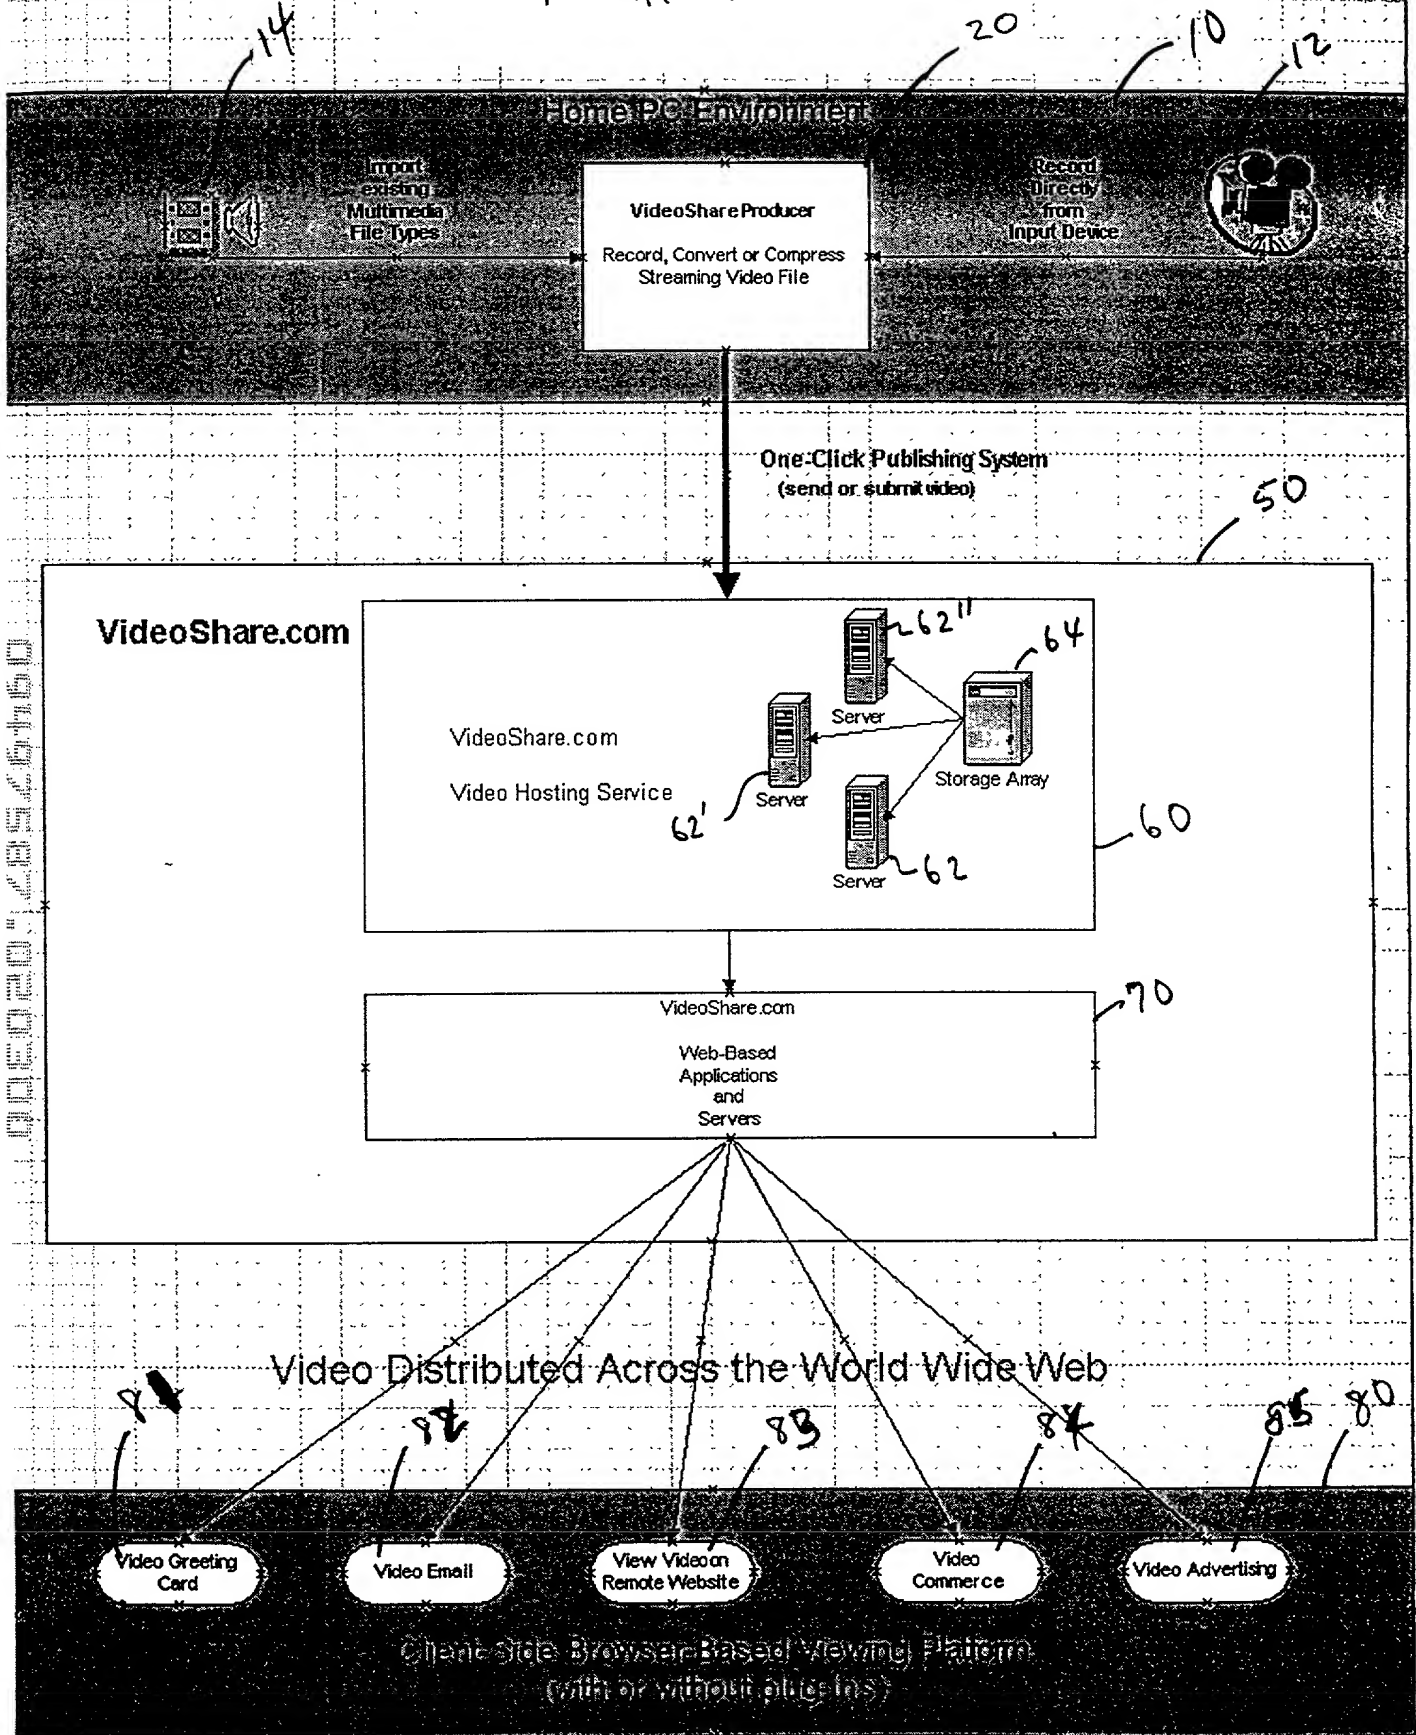 14
20
10
12
Home PC Environment
Import
existing
Multimedia
File Types
VideoShare Producer
Record, Convert or Compress
Streaming Video File
Record
Directly
from
Input Device
One-Click Publishing System
(send or submit video)
50
VideoShare.com
62"
64
Server
Storage Array
VideoShare.com
Video Hosting Service
62'
Server
60
Server
62
70
VideoShare.com
Web-Based
Applications
and
Servers
Video Distributed Across the World Wide Web
82
83
84
85
80
Video Greeting
Card
Video Email
View Video on
Remote Website
Video
Commerce
Video Advertising
Client-Side Browser-Based Viewing Platform
(with or without plug-ins)